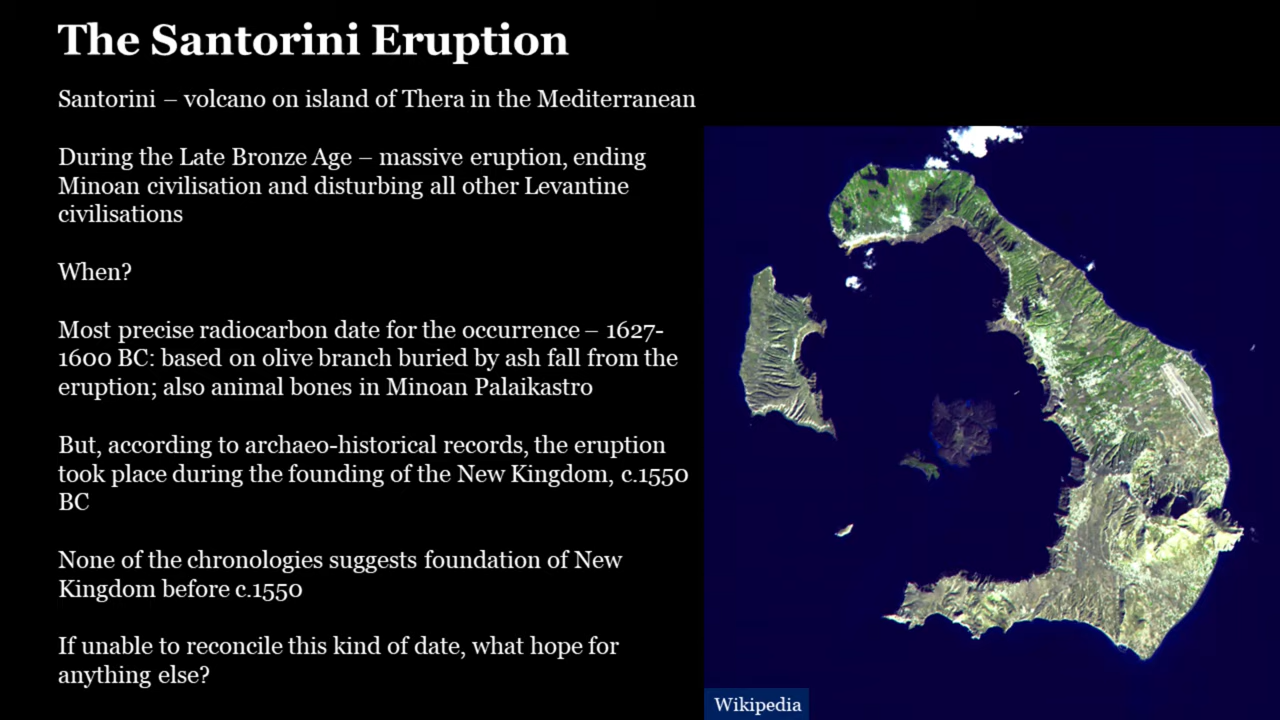 The Santorini Eruption
Santorini – volcano on island of Thera in the Mediterranean
During the Late Bronze Age – massive eruption, ending
Minoan civilisation and disturbing all other Levantine
civilisations
When?
Most precise radiocarbon date for the occurrence – 1627-
1600 BC: based on olive branch buried by ash fall from the
eruption; also animal bones in Minoan Palaikastro
But, according to archaeo-historical records, the eruption
took place during the founding of the New Kingdom, c.1550
BC
None of the chronologies suggests foundation of New
Kingdom before c.1550
If unable to reconcile this kind of date, what hope for
anything else?
Wikipedia